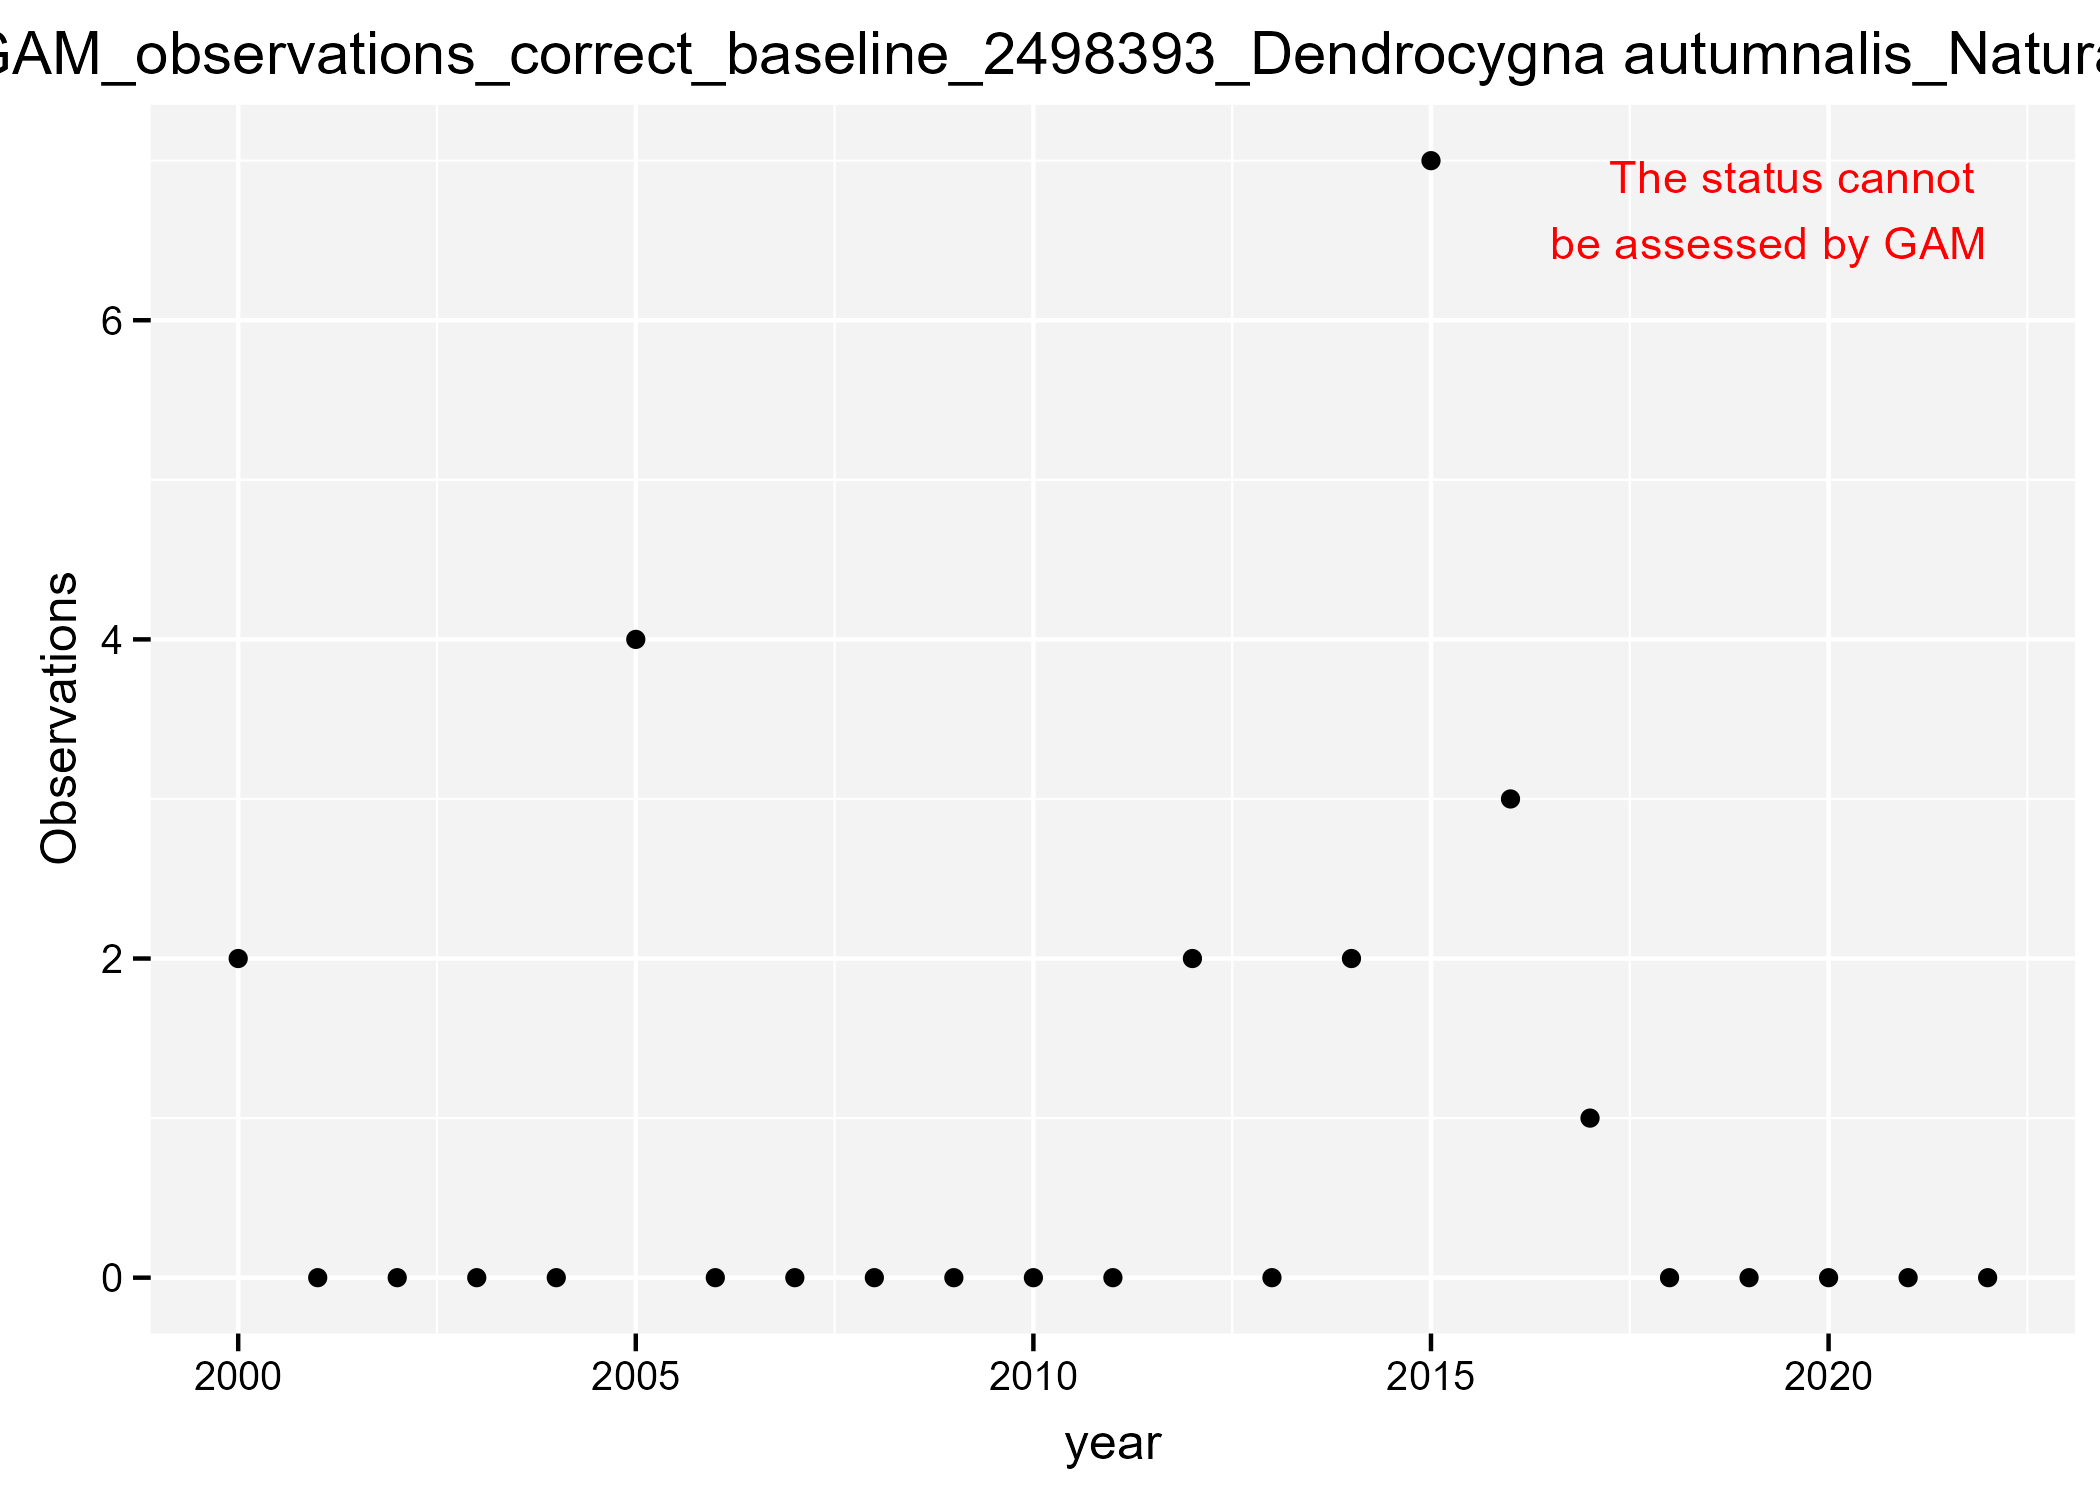 GAM_observations_correct_baseline_2498393_Dendrocygna autumnalis_Natura
The status cannot
be assessed by GAM
6
4
2
0
Observations
2000 2005 2010 2015 2020
year